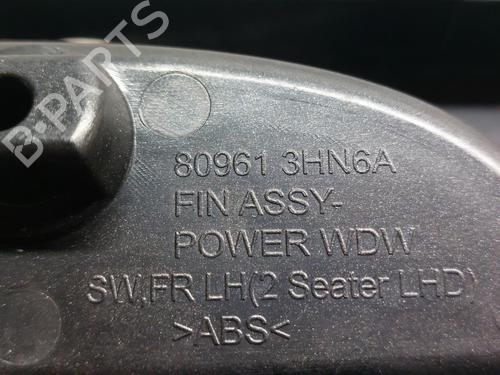 B-PARTS
80961 3HN6A
FIN ASSY-
POWER WDW
SW,FR LH(2 Seater LHD)
>ABS<